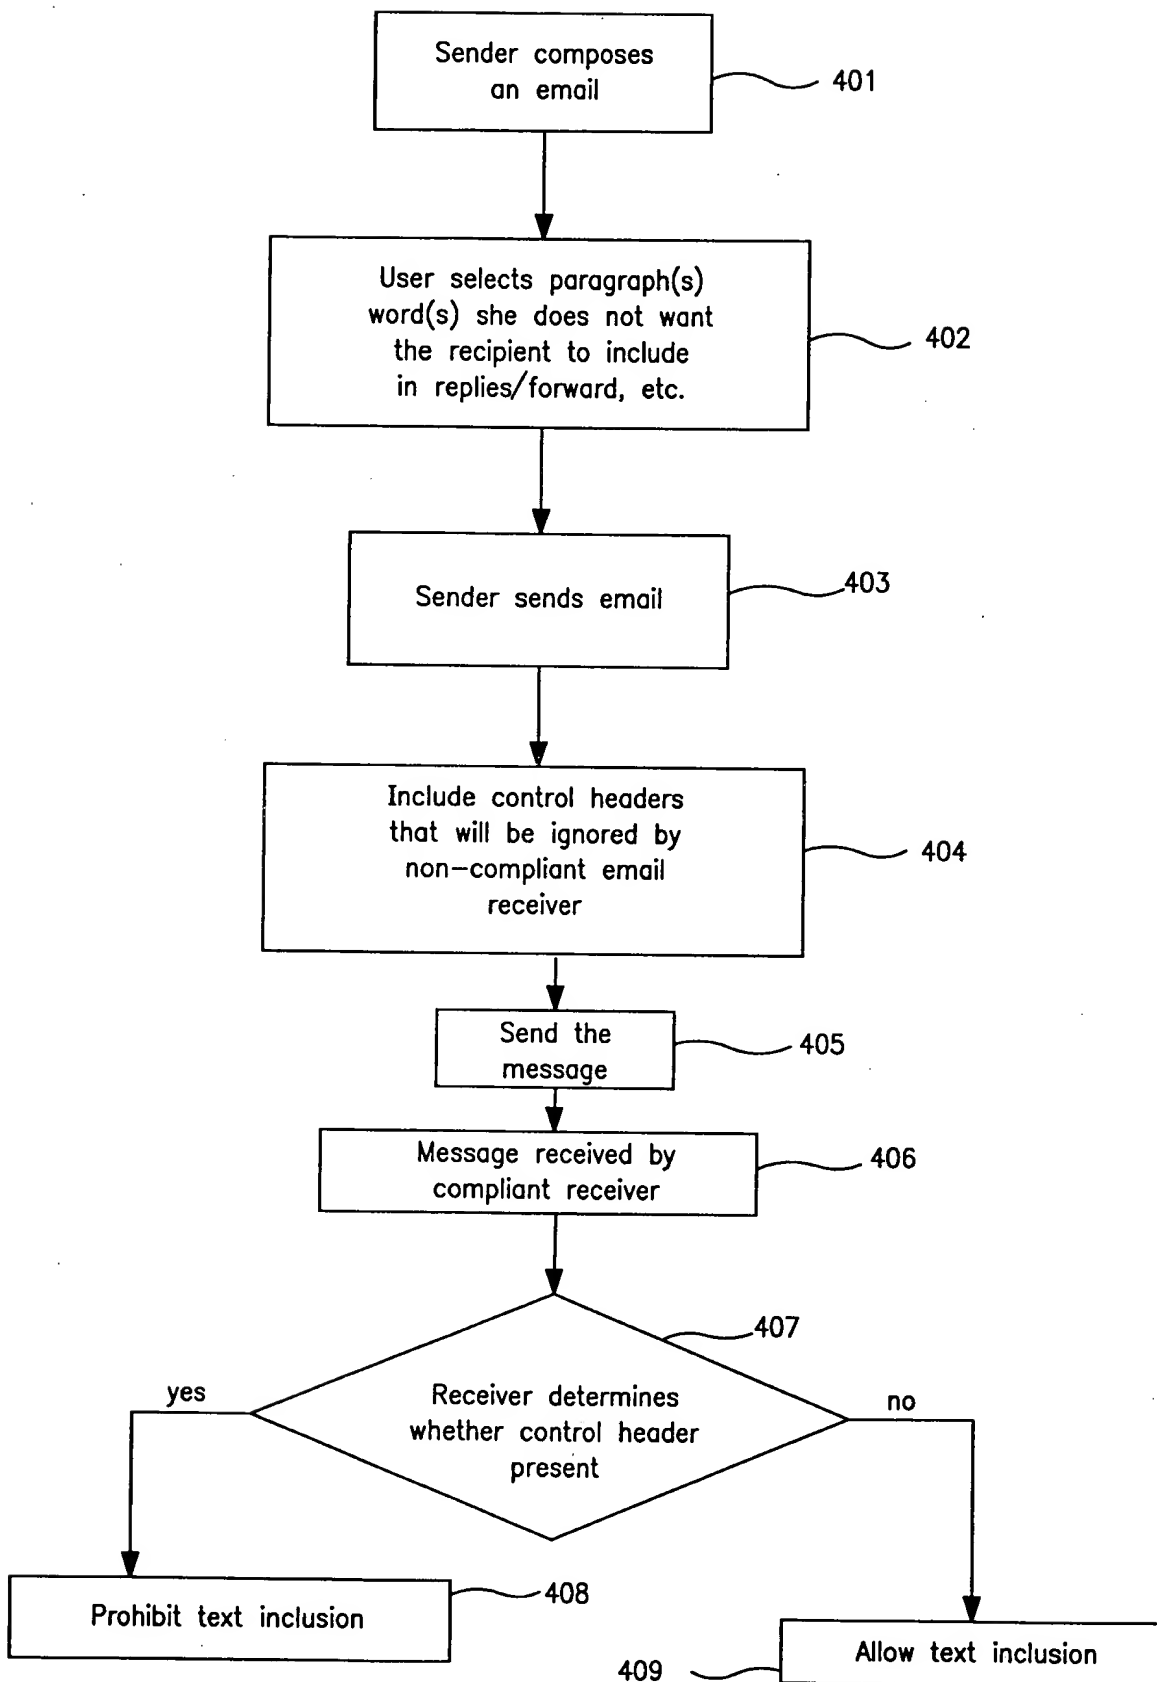 Sender composes
an email
401
User selects paragraph(s)
word(s) she does not want
the recipient to include
in replies/forward, etc.
402
Sender sends email
403
Include control headers
that will be ignored by
non-compliant email
receiver
404
Send the
message
405
Message received by
compliant receiver
406
407
yes
Receiver determines
whether control header
present
no
Prohibit text inclusion
408
Allow text inclusion
409